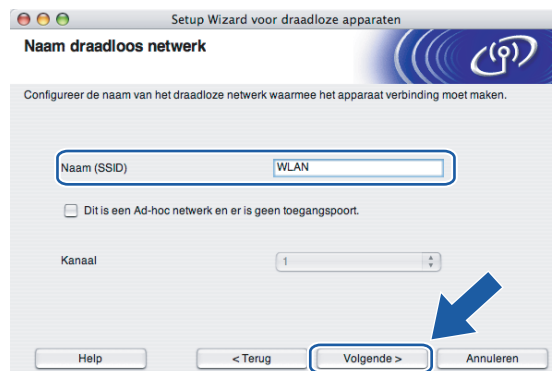 Setup Wizard voor draadloze apparaten
Naam draadloos netwerk
Configureer de naam van het draadloze netwerk waarmee het apparaat verbinding moet maken.
Naam (SSID) WLAN
Dit is een Ad-hoc netwerk en er is geen toegangspoort.
Kanaal 1
Help < Terug Volgende > Annuleren